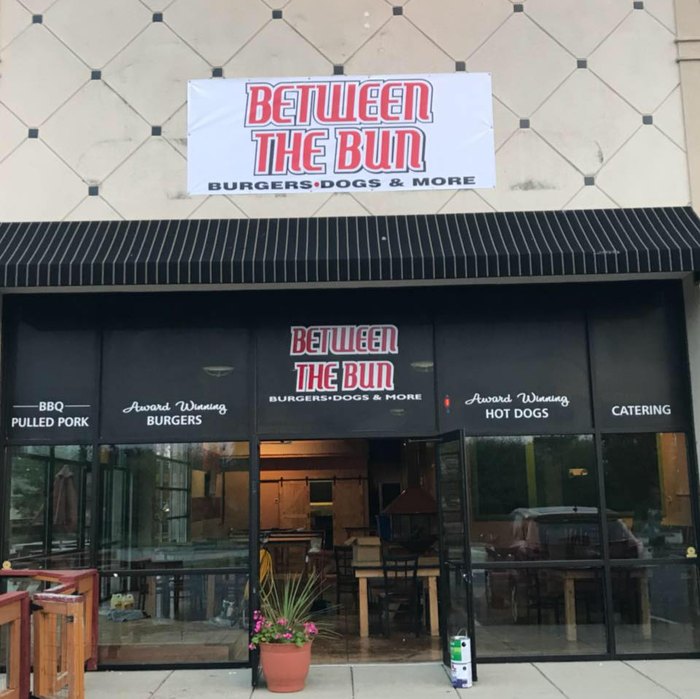 BETWEEN
THE BUN
BURGERS•DOGS & MORE
BETWEEN
THE BUN
BURGERS•DOGS & MORE
BBQ
PULLED PORK
Award Winning
BURGERS
Award Winning
HOT DOGS
CATERING